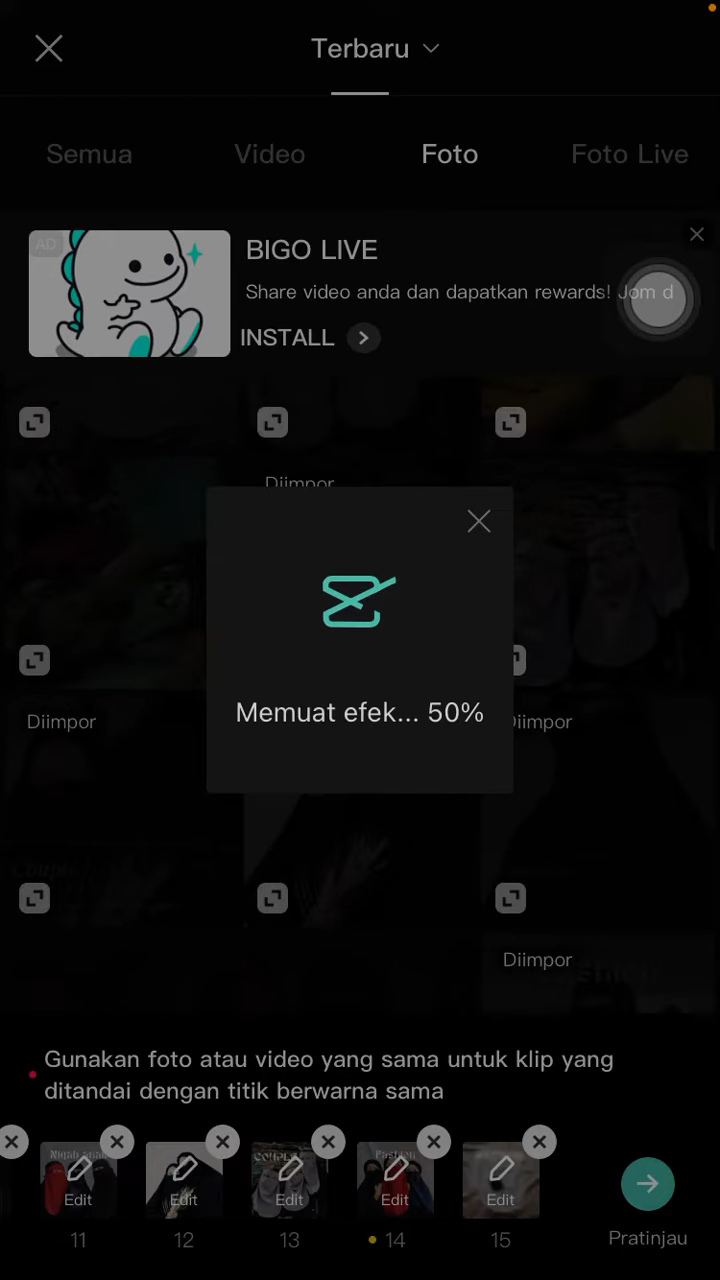 Terbaru
Semua
Video
Foto
Foto Live
AD
BIGO LIVE
Share video anda dan dapatkan rewards! Jom d
INSTALL
Diimpor
Memuat efek... 50%
Diimpor
Diimpor
Diimpor
Gunakan foto atau video yang sama untuk klip yang
ditandai dengan titik berwarna sama
Edit
Edit
Edit
Edit
Edit
11
12
13
14
15
Pratinjau